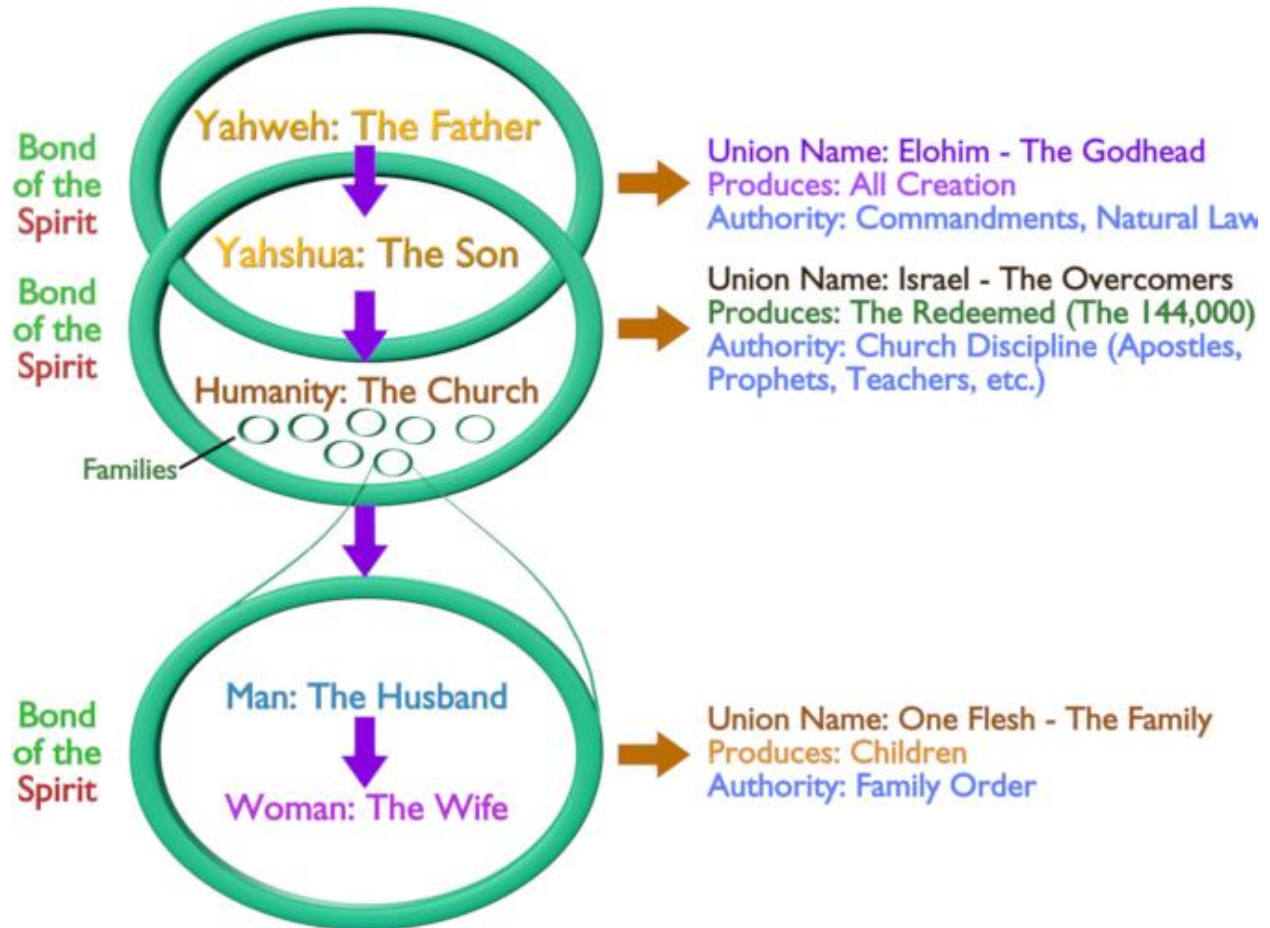 Yahweh: The Father
Bond
of the
Spirit
Union Name: Elohim - The Godhead
Produces: All Creation
Authority: Commandments, Natural Law
Yahshua: The Son
Bond
of the
Spirit
Union Name: Israel - The Overcomers
Produces: The Redeemed (The 144,000)
Authority: Church Discipline (Apostles,
Prophets, Teachers, etc.)
Humanity: The Church
Families
Man: The Husband
Bond
of the
Spirit
Woman: The Wife
Union Name: One Flesh - The Family
Produces: Children
Authority: Family Order